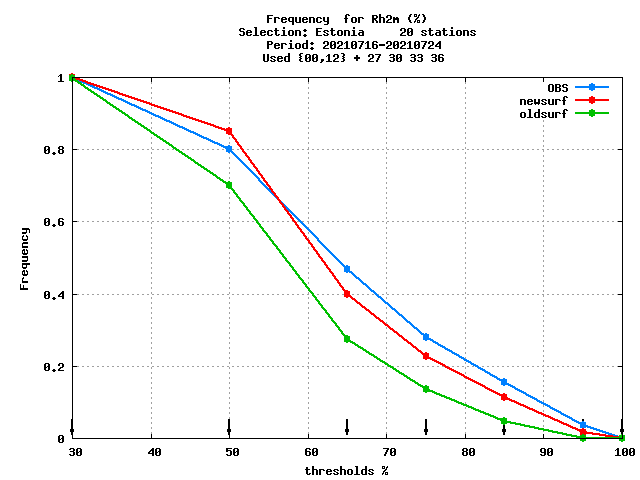 Frequency  for Rh2m (%)
Selection: Estonia     20 stations
Period: 20210716-20210724
Used {00,12} + 27 30 33 36
OBS
newsurf
oldsurf
1
0.8
0.6
0.4
0.2
0
Frequency
30 40 50 60 70 80 90 100
thresholds %